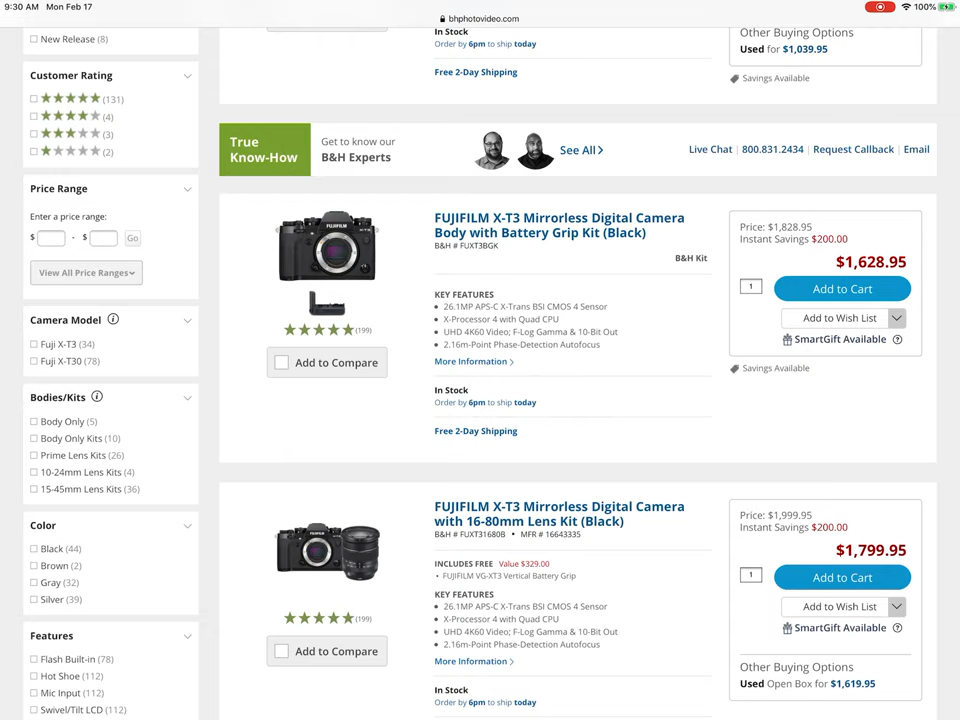 9:30 AM Mon Feb 17
100%
bhphotovideo.com
New Release (8)
Customer Rating
(131)
(4)
(3)
(2)
Price Range
Enter a price range:
$ - $ Go
View All Price Ranges
Camera Model
Fuji X-T3 (34)
Fuji X-T30 (78)
Bodies/Kits
Body Only (5)
Body Only Kits (10)
Prime Lens Kits (26)
10-24mm Lens Kits (4)
15-45mm Lens Kits (36)
Color
Black (44)
Brown (2)
Gray (32)
Silver (39)
Features
Flash Built-in (78)
Hot Shoe (112)
Mic Input (112)
Swivel/Tilt LCD (112)
In Stock
Order by 6pm to ship today
Free 2-Day Shipping
Other Buying Options
Used for $1,039.95
Savings Available
True
Know-How
Get to know our
B&H Experts
See All
Live Chat | 800.831.2434 | Request Callback | Email
FUJIFILM
FUJIFILM X-T3 Mirrorless Digital Camera
Body with Battery Grip Kit (Black)
B&H # FUXT3BGK
B&H Kit
KEY FEATURES
• 26.1MP APS-C X-Trans BSI CMOS 4 Sensor
• X-Processor 4 with Quad CPU
• UHD 4K60 Video; F-Log Gamma & 10-Bit Out
• 2.16m-Point Phase-Detection Autofocus
More Information
(199)
Add to Compare
In Stock
Order by 6pm to ship today
Free 2-Day Shipping
Price: $1,828.95
Instant Savings $200.00
$1,628.95
1
Add to Cart
Add to Wish List
SmartGift Available ?
Savings Available
FUJIFILM X-T3 Mirrorless Digital Camera
with 16-80mm Lens Kit (Black)
B&H # FUXT31680B • MFR # 16643335
INCLUDES FREE Value $329.00
• FUJIFILM VG-XT3 Vertical Battery Grip
KEY FEATURES
• 26.1MP APS-C X-Trans BSI CMOS 4 Sensor
• X-Processor 4 with Quad CPU
• UHD 4K60 Video; F-Log Gamma & 10-Bit Out
• 2.16m-Point Phase-Detection Autofocus
More Information
(199)
Add to Compare
In Stock
Order by 6pm to ship today
Price: $1,999.95
Instant Savings $200.00
$1,799.95
1
Add to Cart
Add to Wish List
SmartGift Available ?
Other Buying Options
Used Open Box for $1,619.95